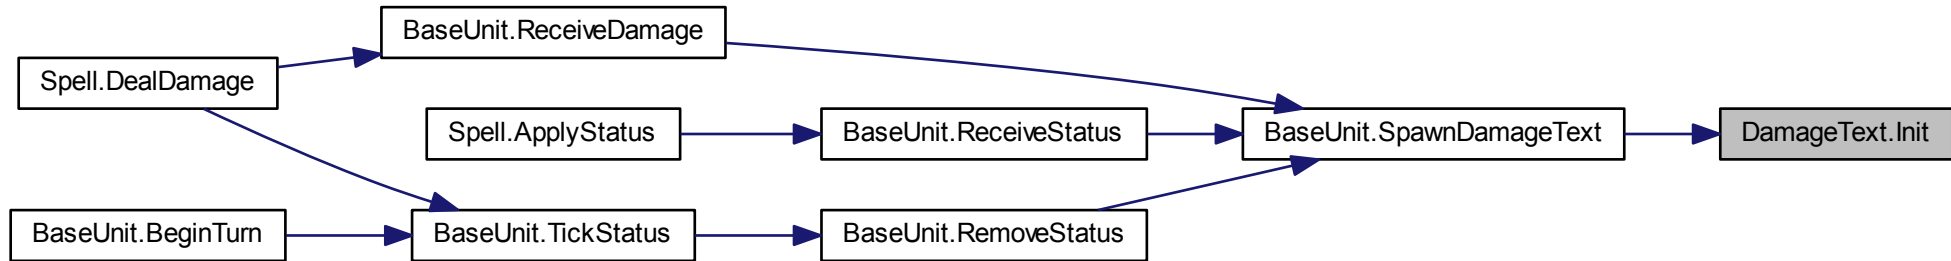 BaseUnit.ReceiveDamage
Spell.DealDamage
Spell.ApplyStatus
BaseUnit.ReceiveStatus
BaseUnit.SpawnDamageText
DamageText.Init
BaseUnit.BeginTurn
BaseUnit.TickStatus
BaseUnit.RemoveStatus